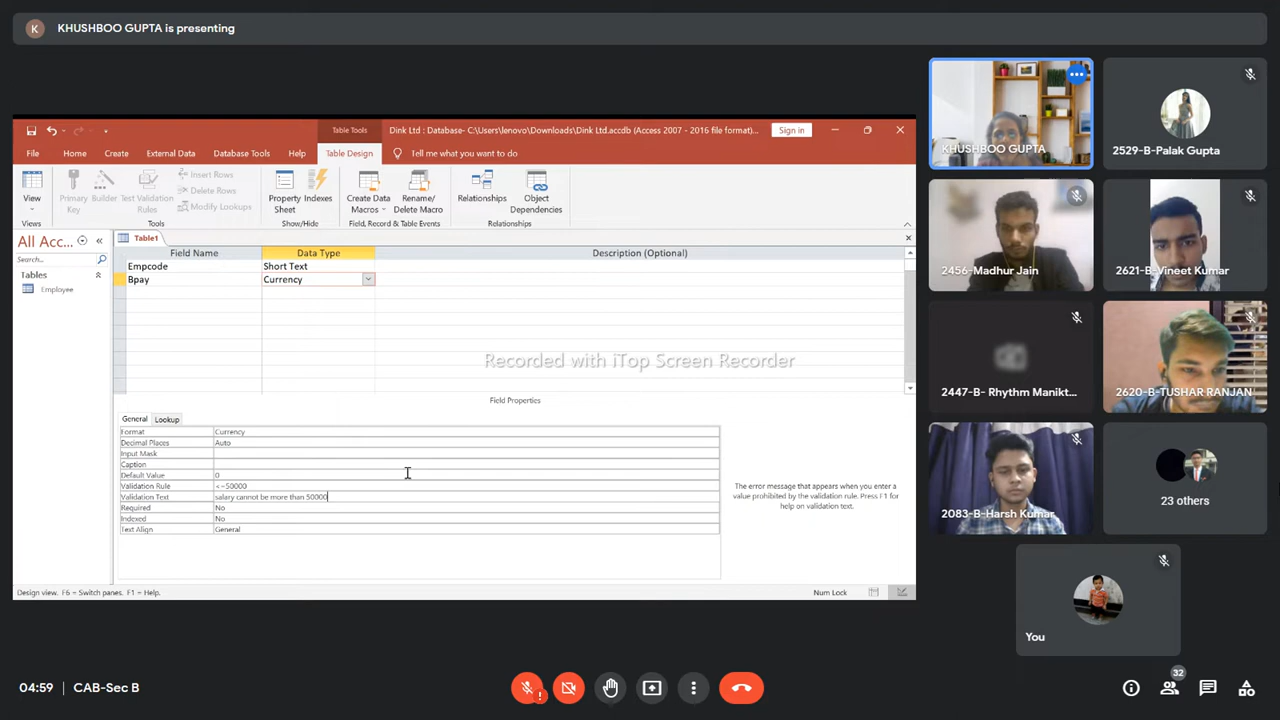 K KHUSHBOO GUPTA is presenting
Table Tools Dink Ltd : Database- C:\Users\lenovo\Downloads\Dink Ltd.accdb (Access 2007 - 2016 file format)... Sign in
File Home Create External Data Database Tools Help Table Design Tell me what you want to do
View Primary Key Builder Test Validation Rules Insert Rows Delete Rows Modify Lookups Property Sheet Indexes Create Data Macros Rename/ Delete Macro Relationships Object Dependencies
Views Tools Show/Hide Field, Record & Table Events Relationships
All Acc... « Table1
Search...
Tables
Employee
Field Name Data Type Description (Optional)
Empcode Short Text
Bpay Currency
Recorded with iTop Screen Recorder
Field Properties
General Lookup
Format Currency
Decimal Places Auto
Input Mask
Caption
Default Value 0
Validation Rule <=50000
Validation Text salary cannot be more than 50000
Required No
Indexed No
Text Align General
The error message that appears when you enter a
value prohibited by the validation rule. Press F1 for
help on validation text.
Design view. F6 = Switch panes. F1 = Help. Num Lock
KHUSHBOO GUPTA
2529-B-Palak Gupta
2456-Madhur Jain
2621-B-Vineet Kumar
2447-B- Rhythm Manikt...
2620-B-TUSHAR RANJAN
2083-B-Harsh Kumar
23 others
You
04:59 CAB-Sec B
32